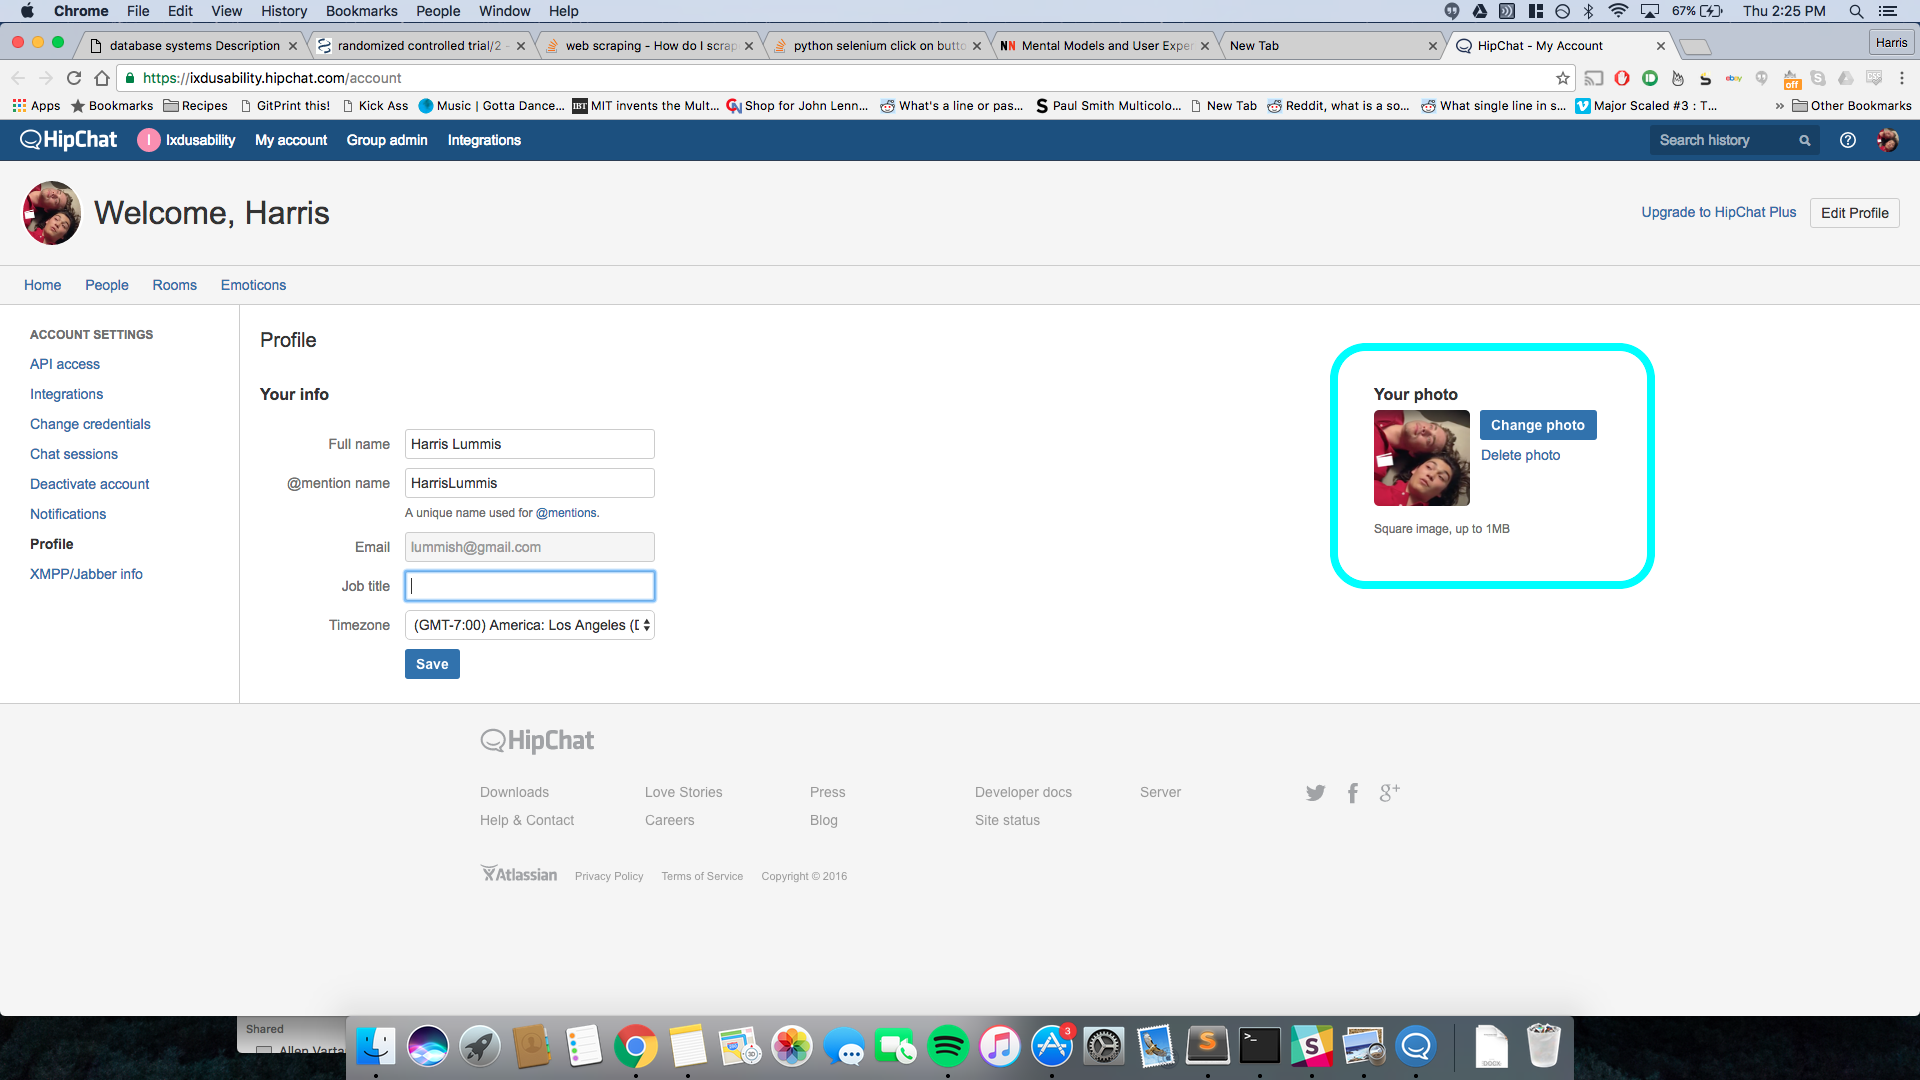 Chrome File Edit View History Bookmarks People Window Help 67% Thu 2:25 PM
database systems Description randomized controlled trial/2 - web scraping - How do I scrap python selenium click on butto NN Mental Models and User Exper New Tab HipChat - My Account Harris
https://ixdusability.hipchat.com/account
Apps Bookmarks Recipes GitPrint this! Kick Ass Music | Gotta Dance... IBT MIT invents the Mult... Shop for John Lenn... What's a line or pas... S Paul Smith Multicolo... New Tab Reddit, what is a so... What single line in s... Major Scaled #3 : T... » Other Bookmarks
off
HipChat I Ixdusability My account Group admin Integrations Search history
Welcome, Harris
Upgrade to HipChat Plus Edit Profile
Home People Rooms Emoticons
ACCOUNT SETTINGS
API access
Integrations
Change credentials
Chat sessions
Deactivate account
Notifications
Profile
XMPP/Jabber info
Profile
Your info
Full name Harris Lummis
@mention name HarrisLummis
A unique name used for @mentions.
Email lummish@gmail.com
Job title
Timezone (GMT-7:00) America: Los Angeles (D
Save
Your photo
Change photo
Delete photo
Square image, up to 1MB
HipChat
Downloads Love Stories Press Developer docs Server
Help & Contact Careers Blog Site status
Atlassian Privacy Policy Terms of Service Copyright © 2016
Shared
Allen Varta
3
DOCX